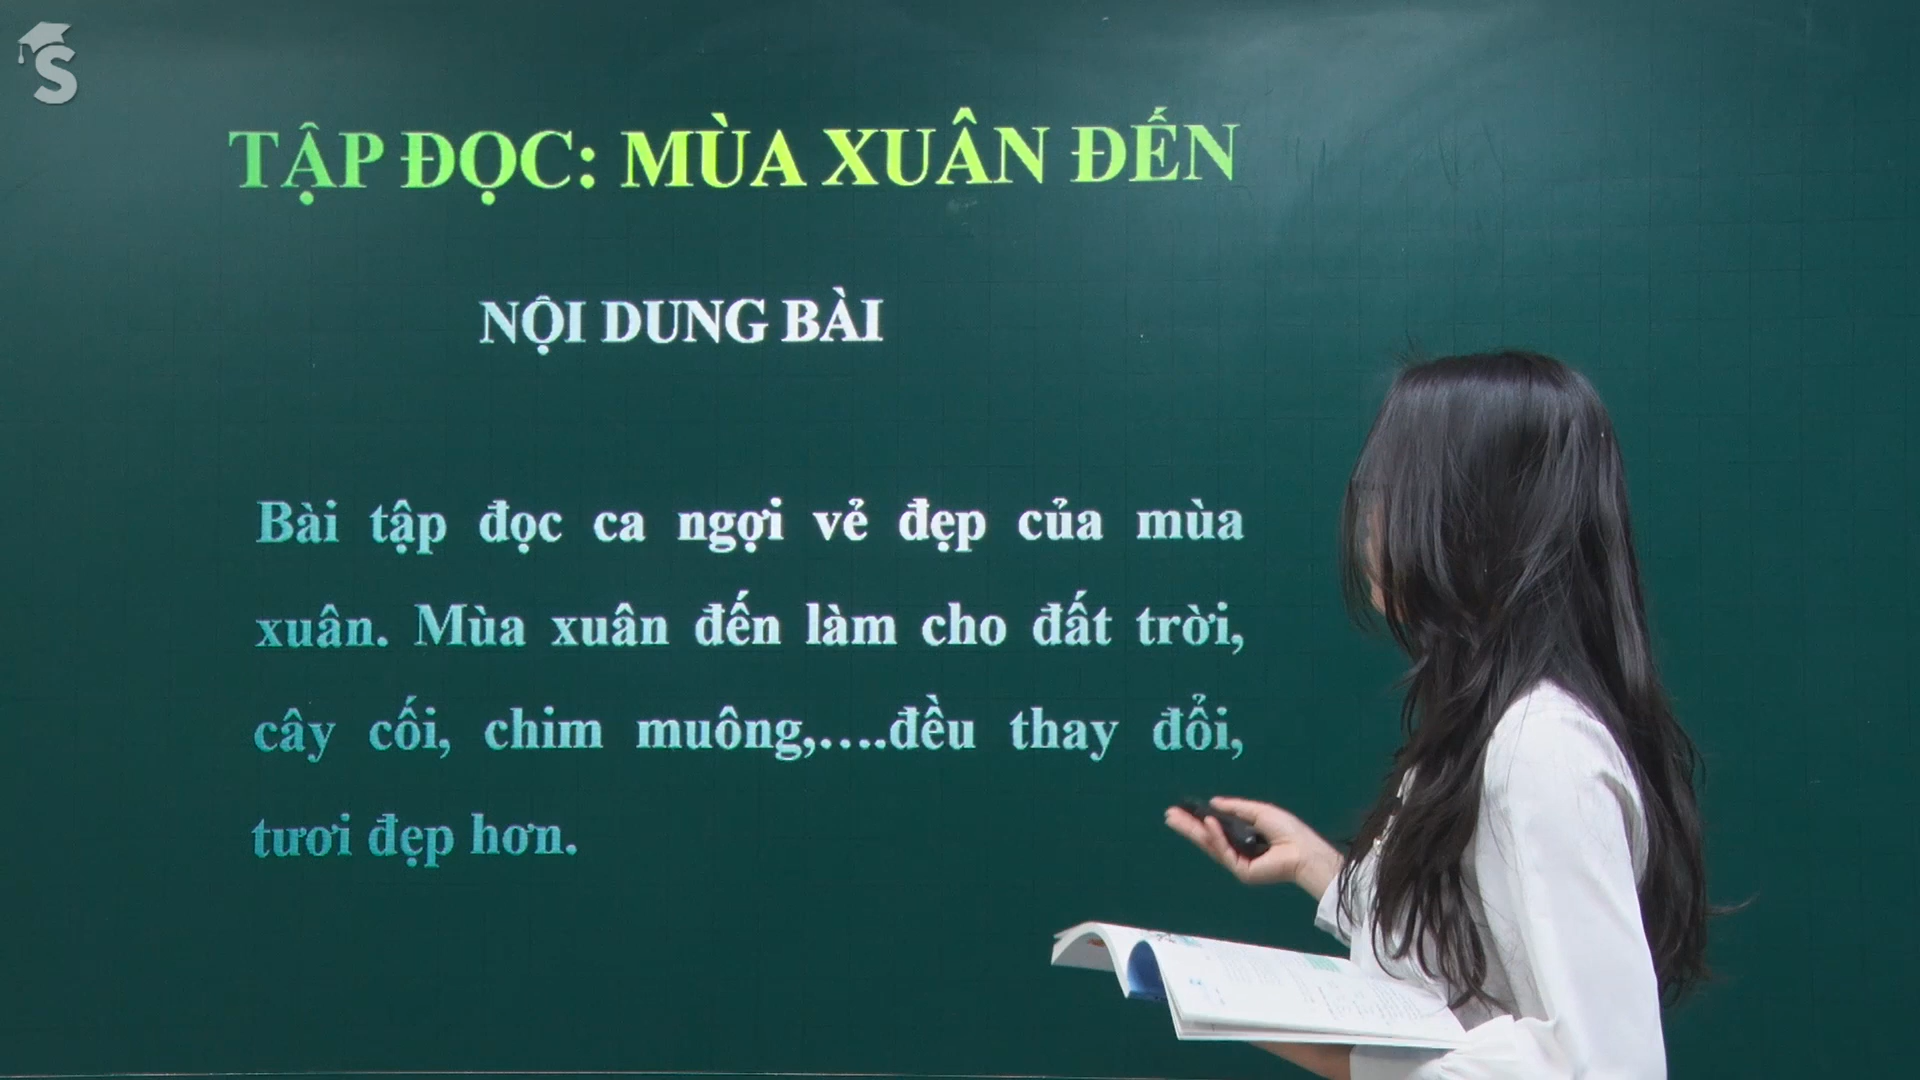 S
TẬP ĐỌC: MÙA XUÂN ĐẾN
NỘI DUNG BÀI
Bài tập đọc ca ngợi vẻ đẹp của mùa
xuân. Mùa xuân đến làm cho đất trời,
cây cối, chim muông,....đều thay đổi,
tươi đẹp hơn.